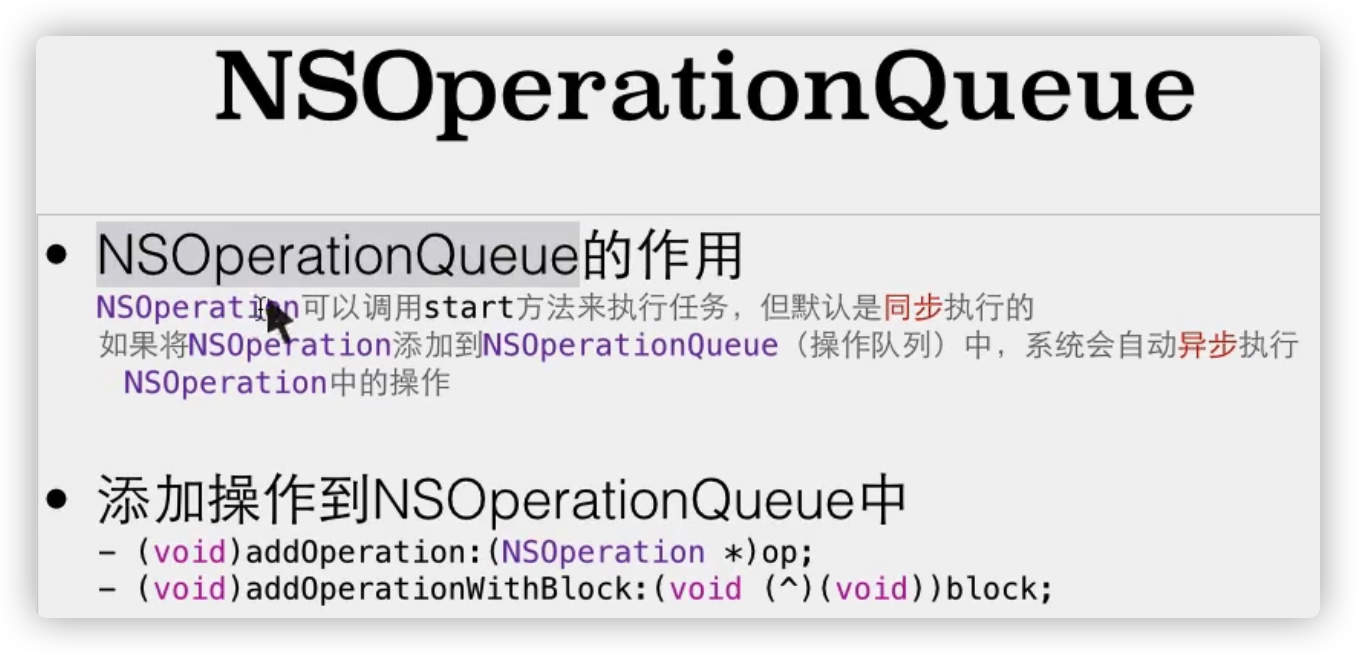 NSOperationQueue
• NSOperationQueue的作用
NSOperation可以调用start方法来执行任务，但默认是同步执行的
如果将NSOperation添加到NSOperationQueue（操作队列）中，系统会自动异步执行
NSOperation中的操作
• 添加操作到NSOperationQueue中
- (void)addOperation:(NSOperation *)op;
- (void)addOperationWithBlock:(void (^)(void))block;